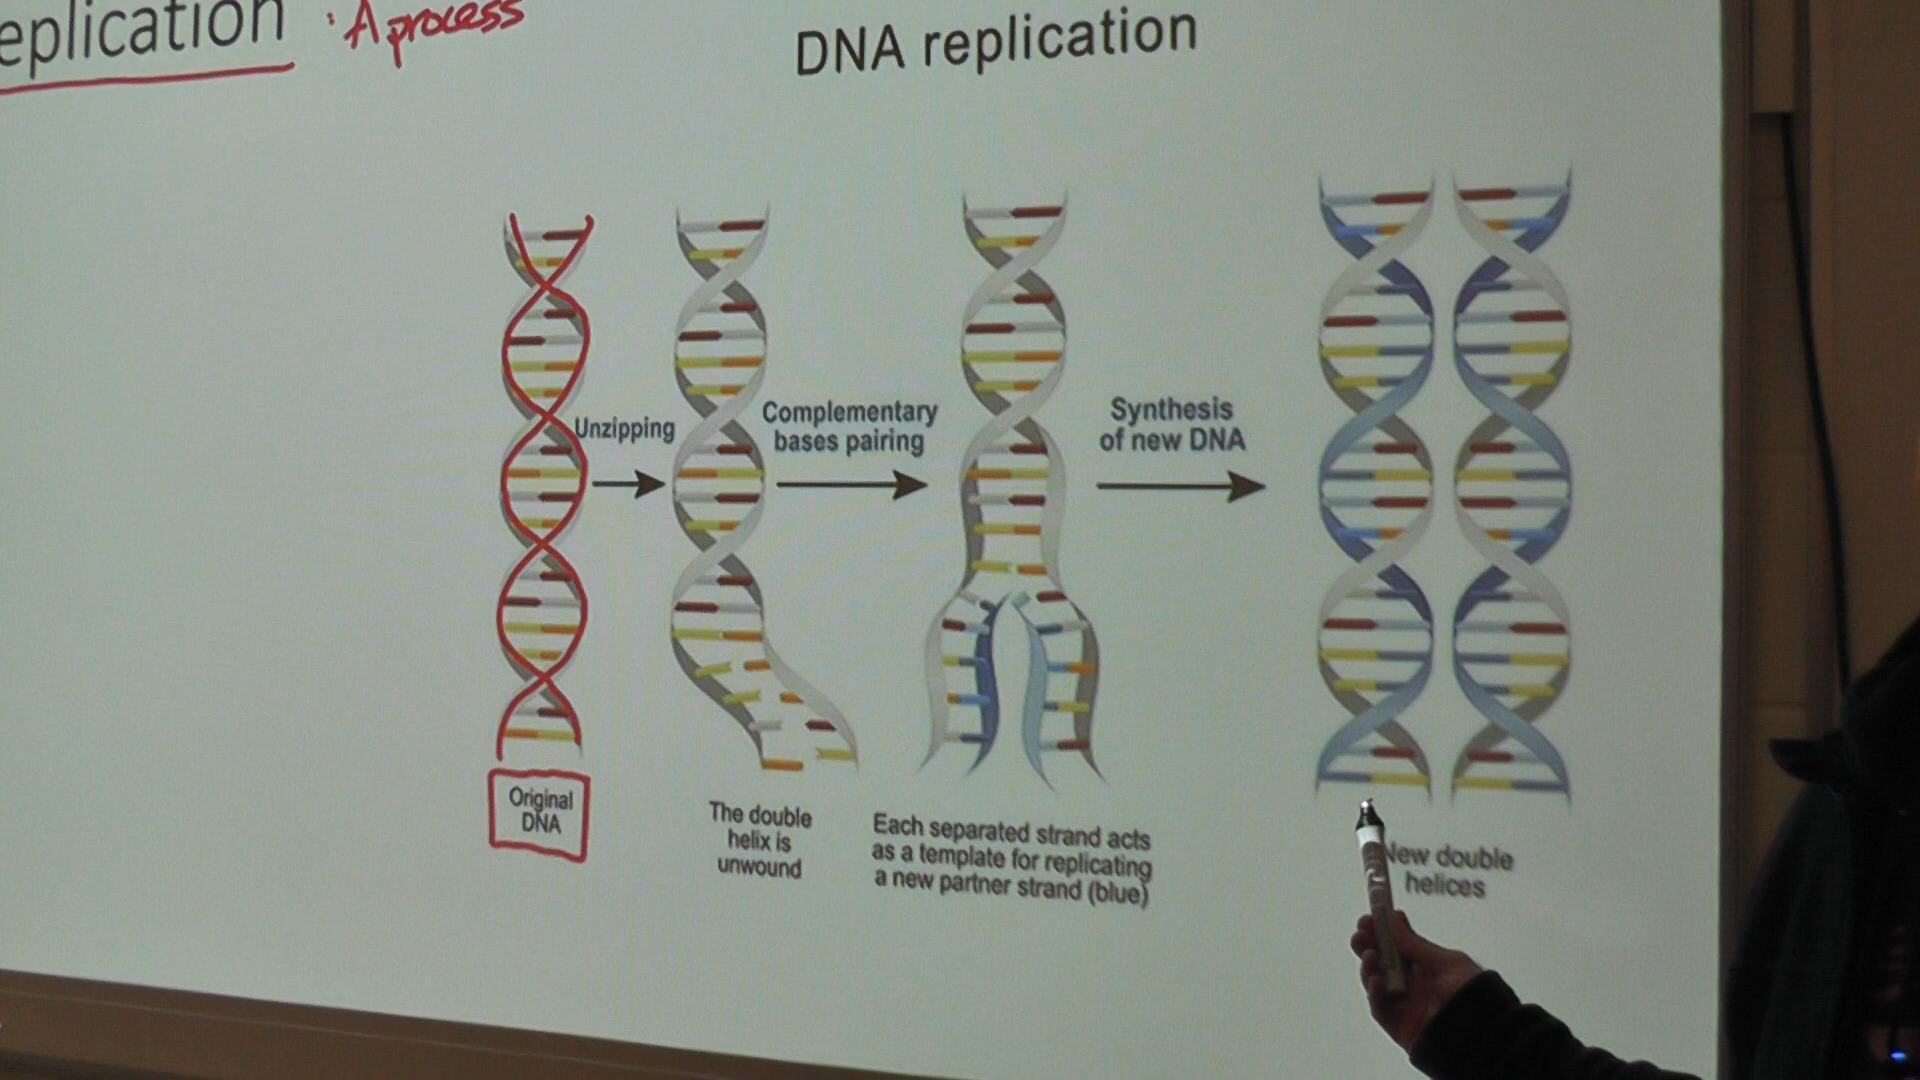 eplication : A process
DNA replication
Unzipping
Complementary
bases pairing
Synthesis
of new DNA
Original
DNA
The double
helix is
unwound
Each separated strand acts
as a template for replicating
a new partner strand (blue)
New double
helices